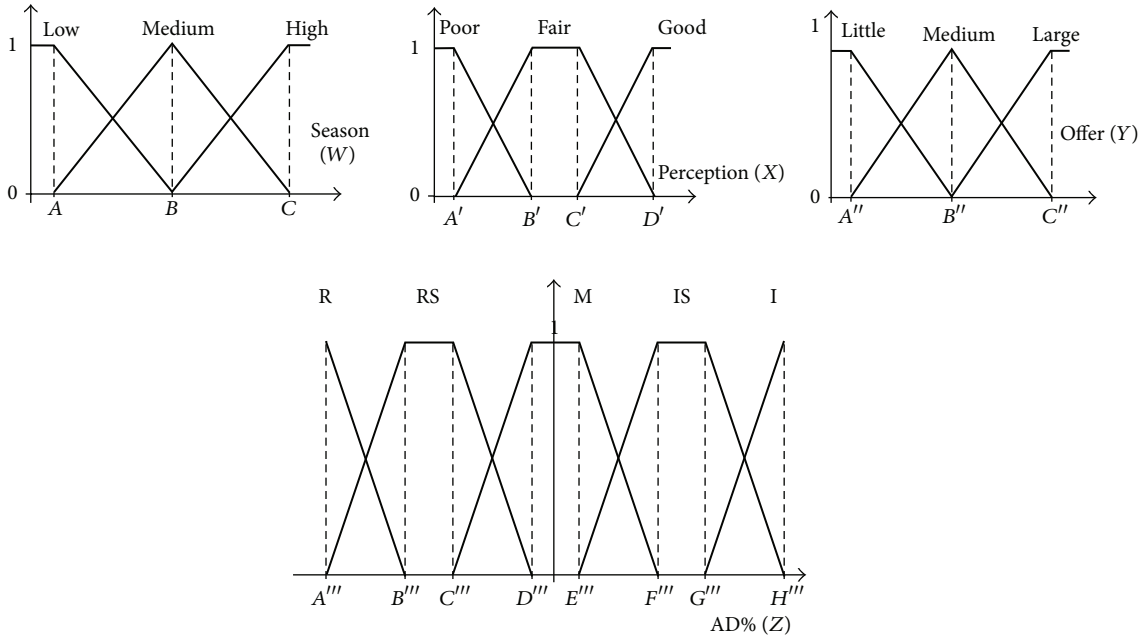 Low Medium High
1
Season
(W)
0
A B C
Poor Fair Good
1
Perception (X)
0
A′ B′ C′ D′
1
Little Medium Large
Offer (Y)
0
A″ B″ C″
R RS M IS I
1
A‴ B‴ C‴ D‴ E‴ F‴ G‴ H‴
AD% (Z)